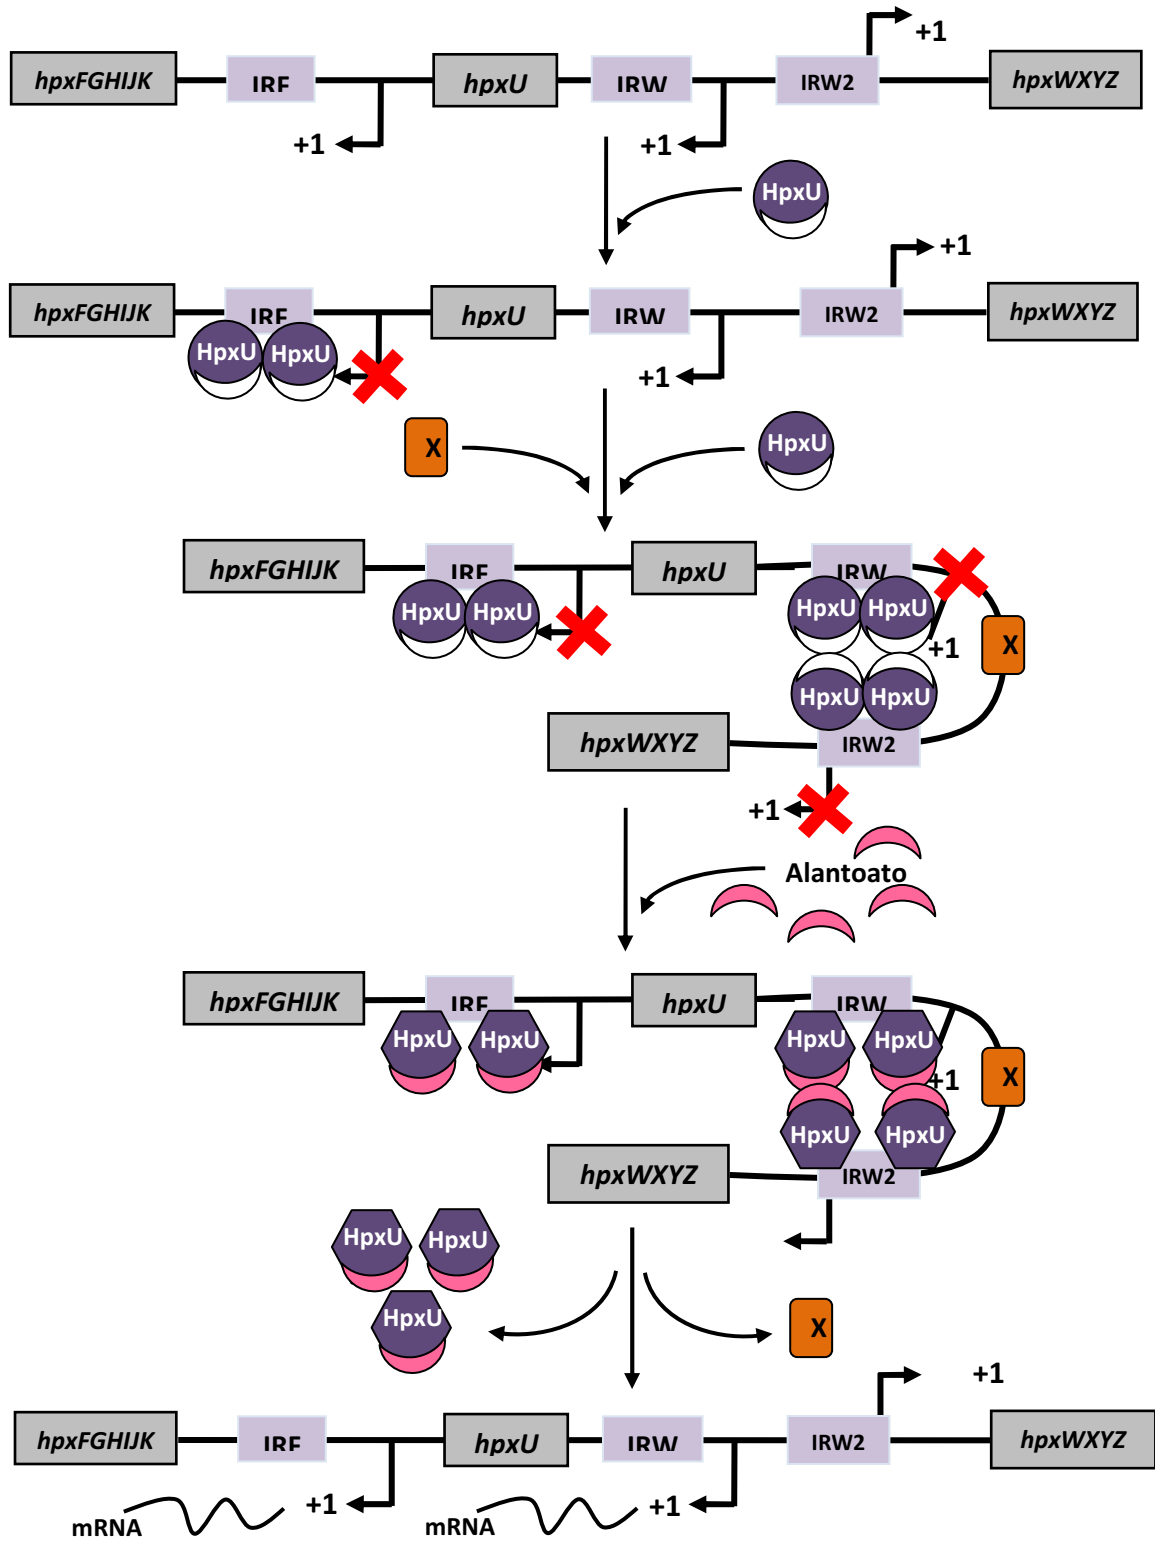 +1
hpxFGHIJK IRF hpxU IRW IRW2 hpxWXYZ
+1 +1
HpxU
+1
hpxFGHIJK IRF hpxU IRW IRW2 hpxWXYZ
HpxU HpxU
+1
X HpxU
hpxFGHIJK IRF hpxU IRW
HpxU HpxU HpxU HpxU
+1 X
HpxU HpxU
hpxWXYZ IRW2
+1
Alantoato
hpxFGHIJK IRF hpxU IRW
HpxU HpxU HpxU HpxU
+1 X
HpxU HpxU
hpxWXYZ IRW2
HpxU HpxU
HpxU X
+1
hpxFGHIJK IRF hpxU IRW IRW2 hpxWXYZ
+1 +1
mRNA mRNA